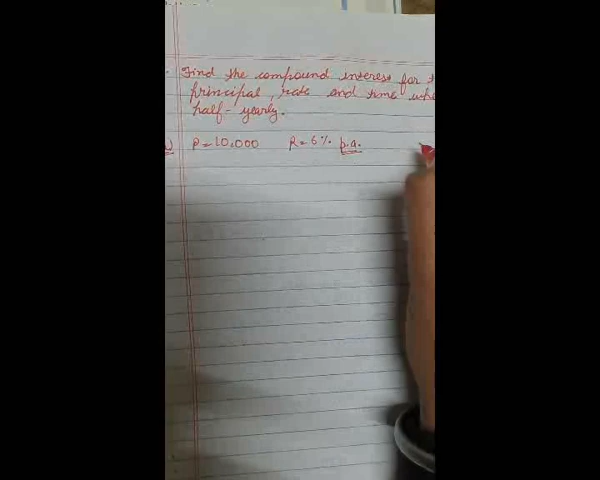 Find the compound interest for
principal, rate and time
half-yearly.
P = 10,000 R = 6% p.a.